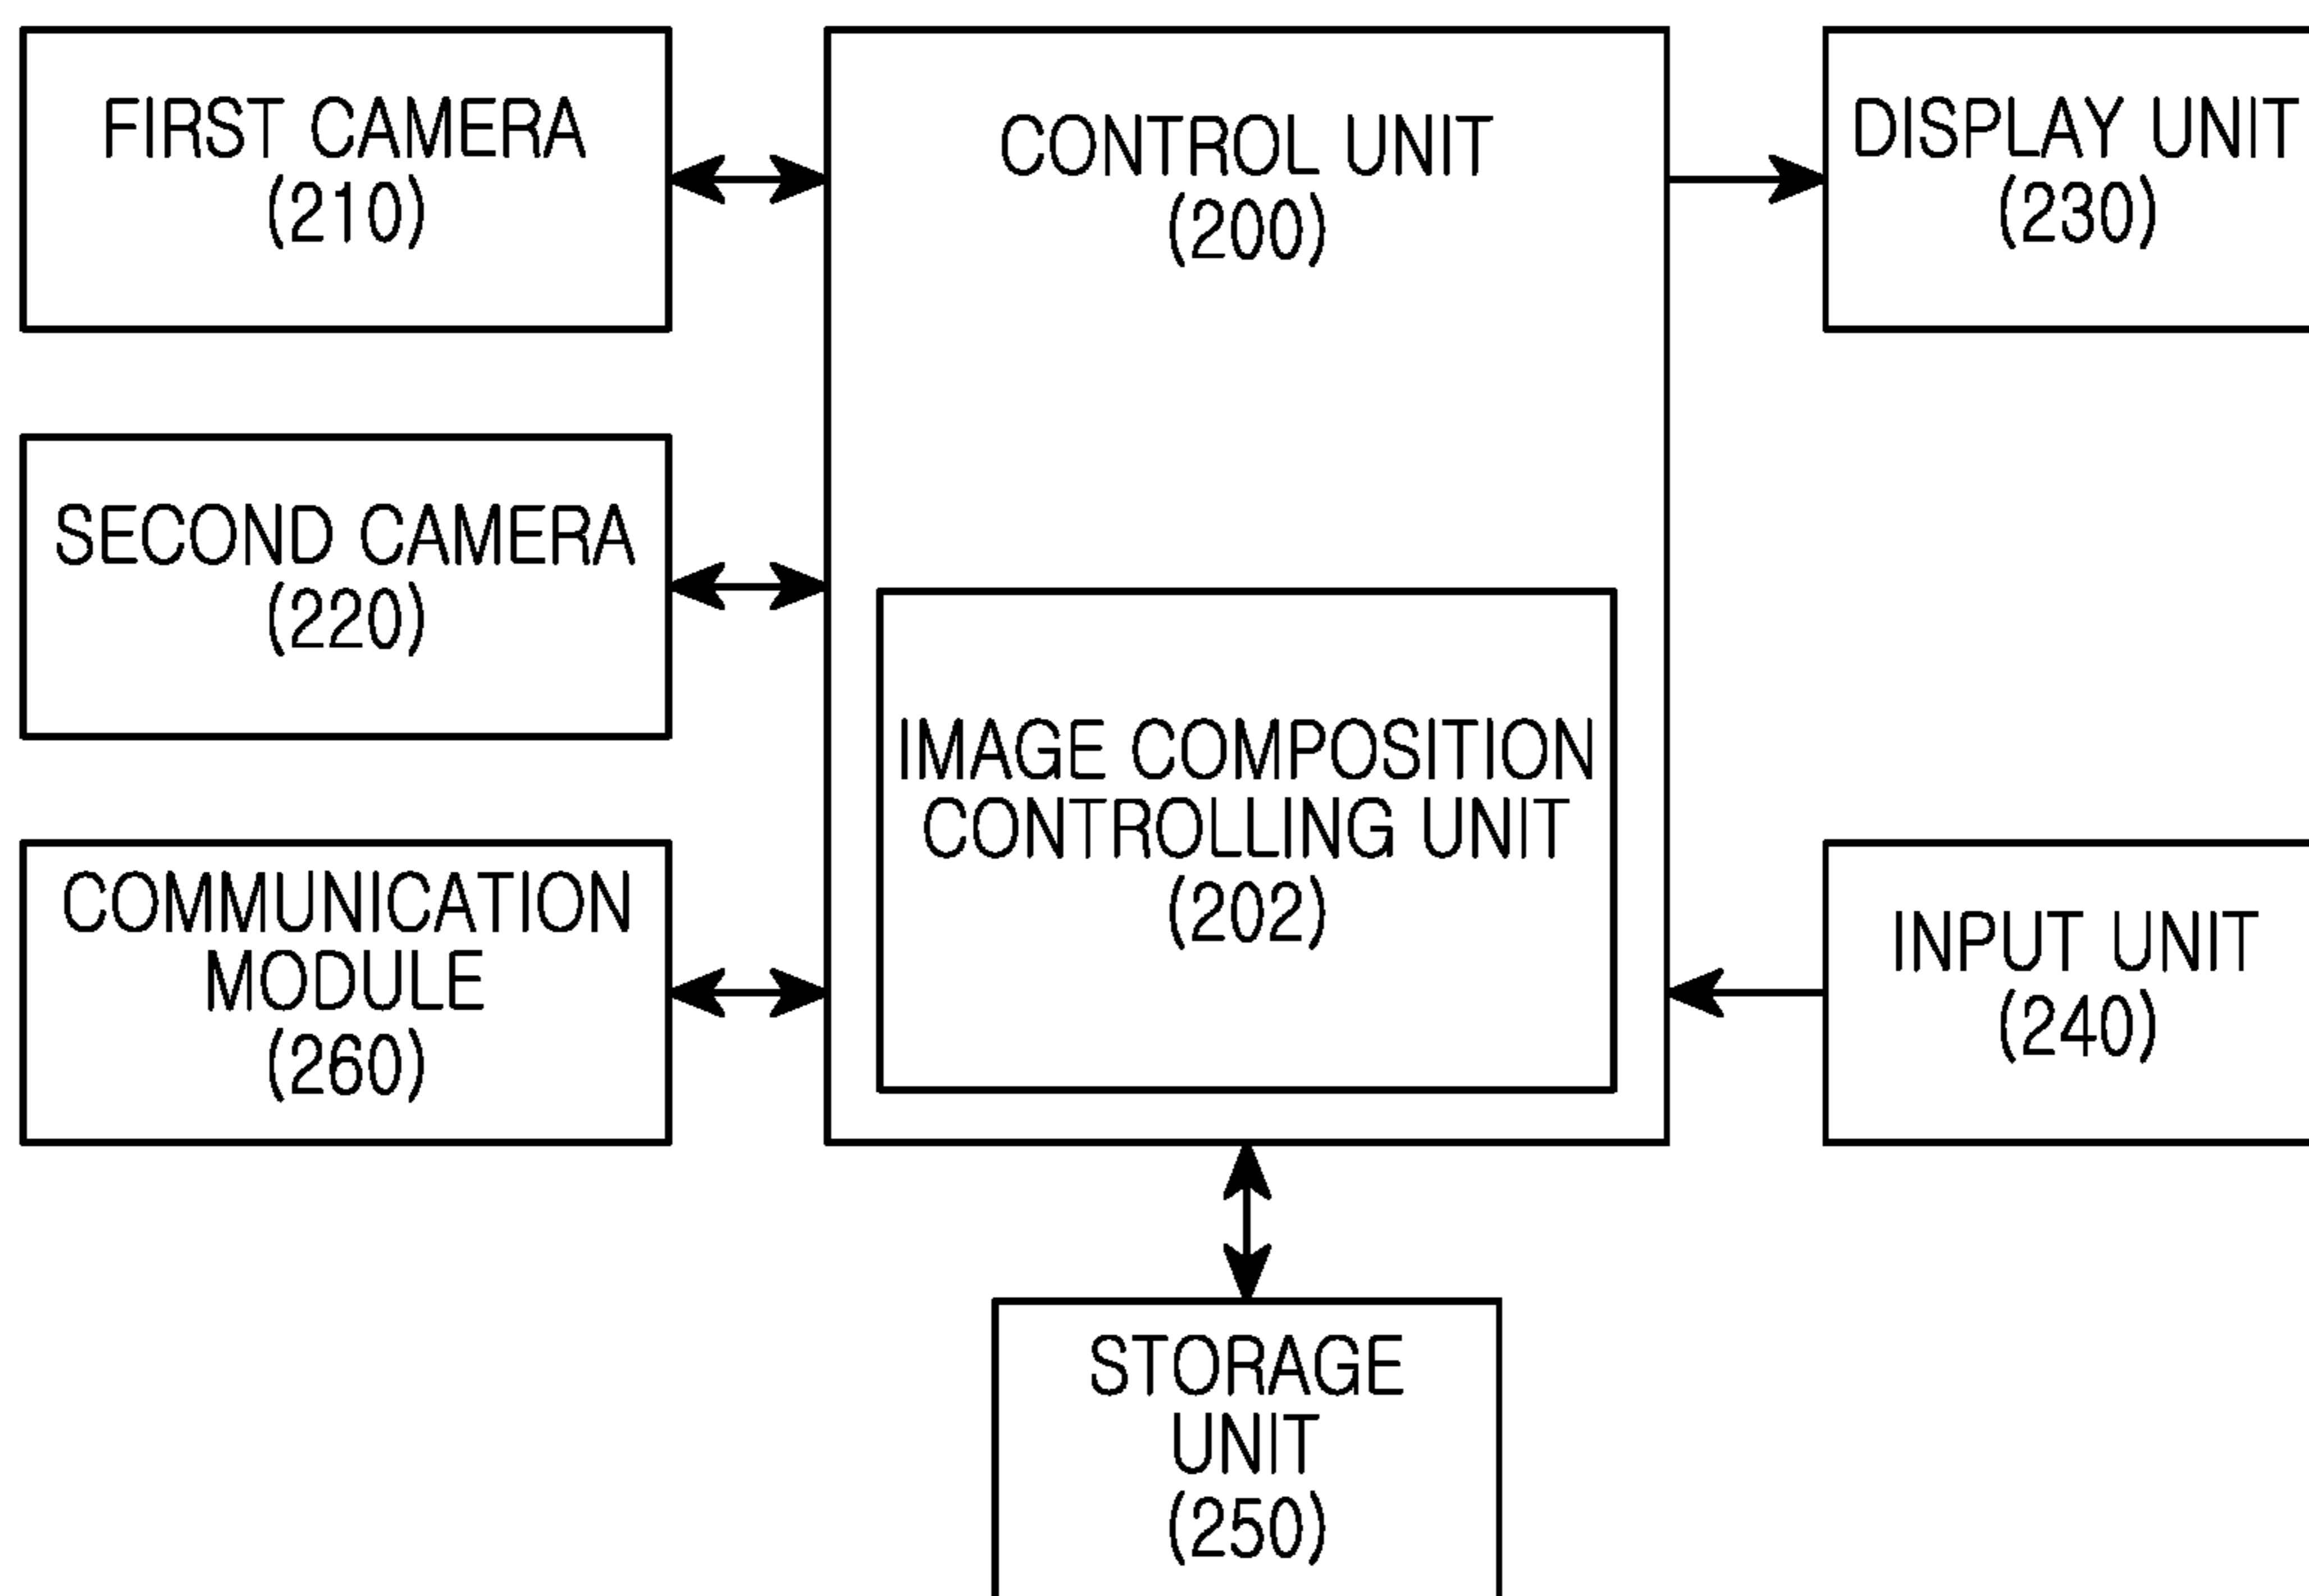 FIRST CAMERA
(210)
CONTROL UNIT
(200)
DISPLAY UNIT
(230)
SECOND CAMERA
(220)
IMAGE COMPOSITION
CONTROLLING UNIT
(202)
COMMUNICATION
MODULE
(260)
INPUT UNIT
(240)
STORAGE
UNIT
(250)